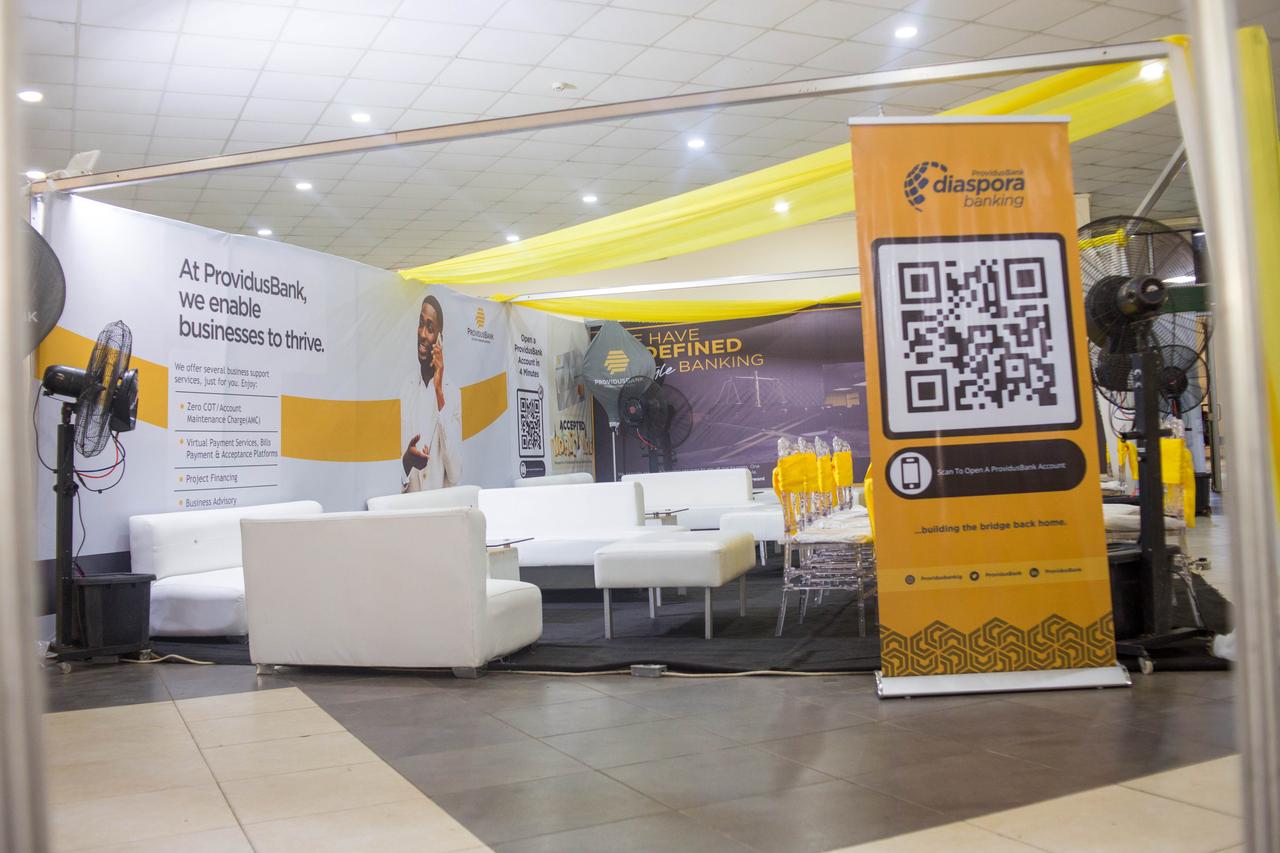 At ProvidusBank,
we enable
businesses to thrive.
We offer several business support
services, just for you. Enjoy:
• Zero COT/Account
Maintenance Charge(AMC)
• Virtual Payment Services, Bills
Payment & Acceptance Platforms
• Project Financing
• Business Advisory
PROVIDUSBANK
Open a
ProvidusBank
Account in
4 Minutes
ACCEPTED
PROVIDUSBANK
HAVE
DEFINED
BANKING
ProvidusBank
diaspora
banking
Scan To Open A ProvidusBank Account
...building the bridge back home.
Providusbankng ProvidusBank ProvidusBank